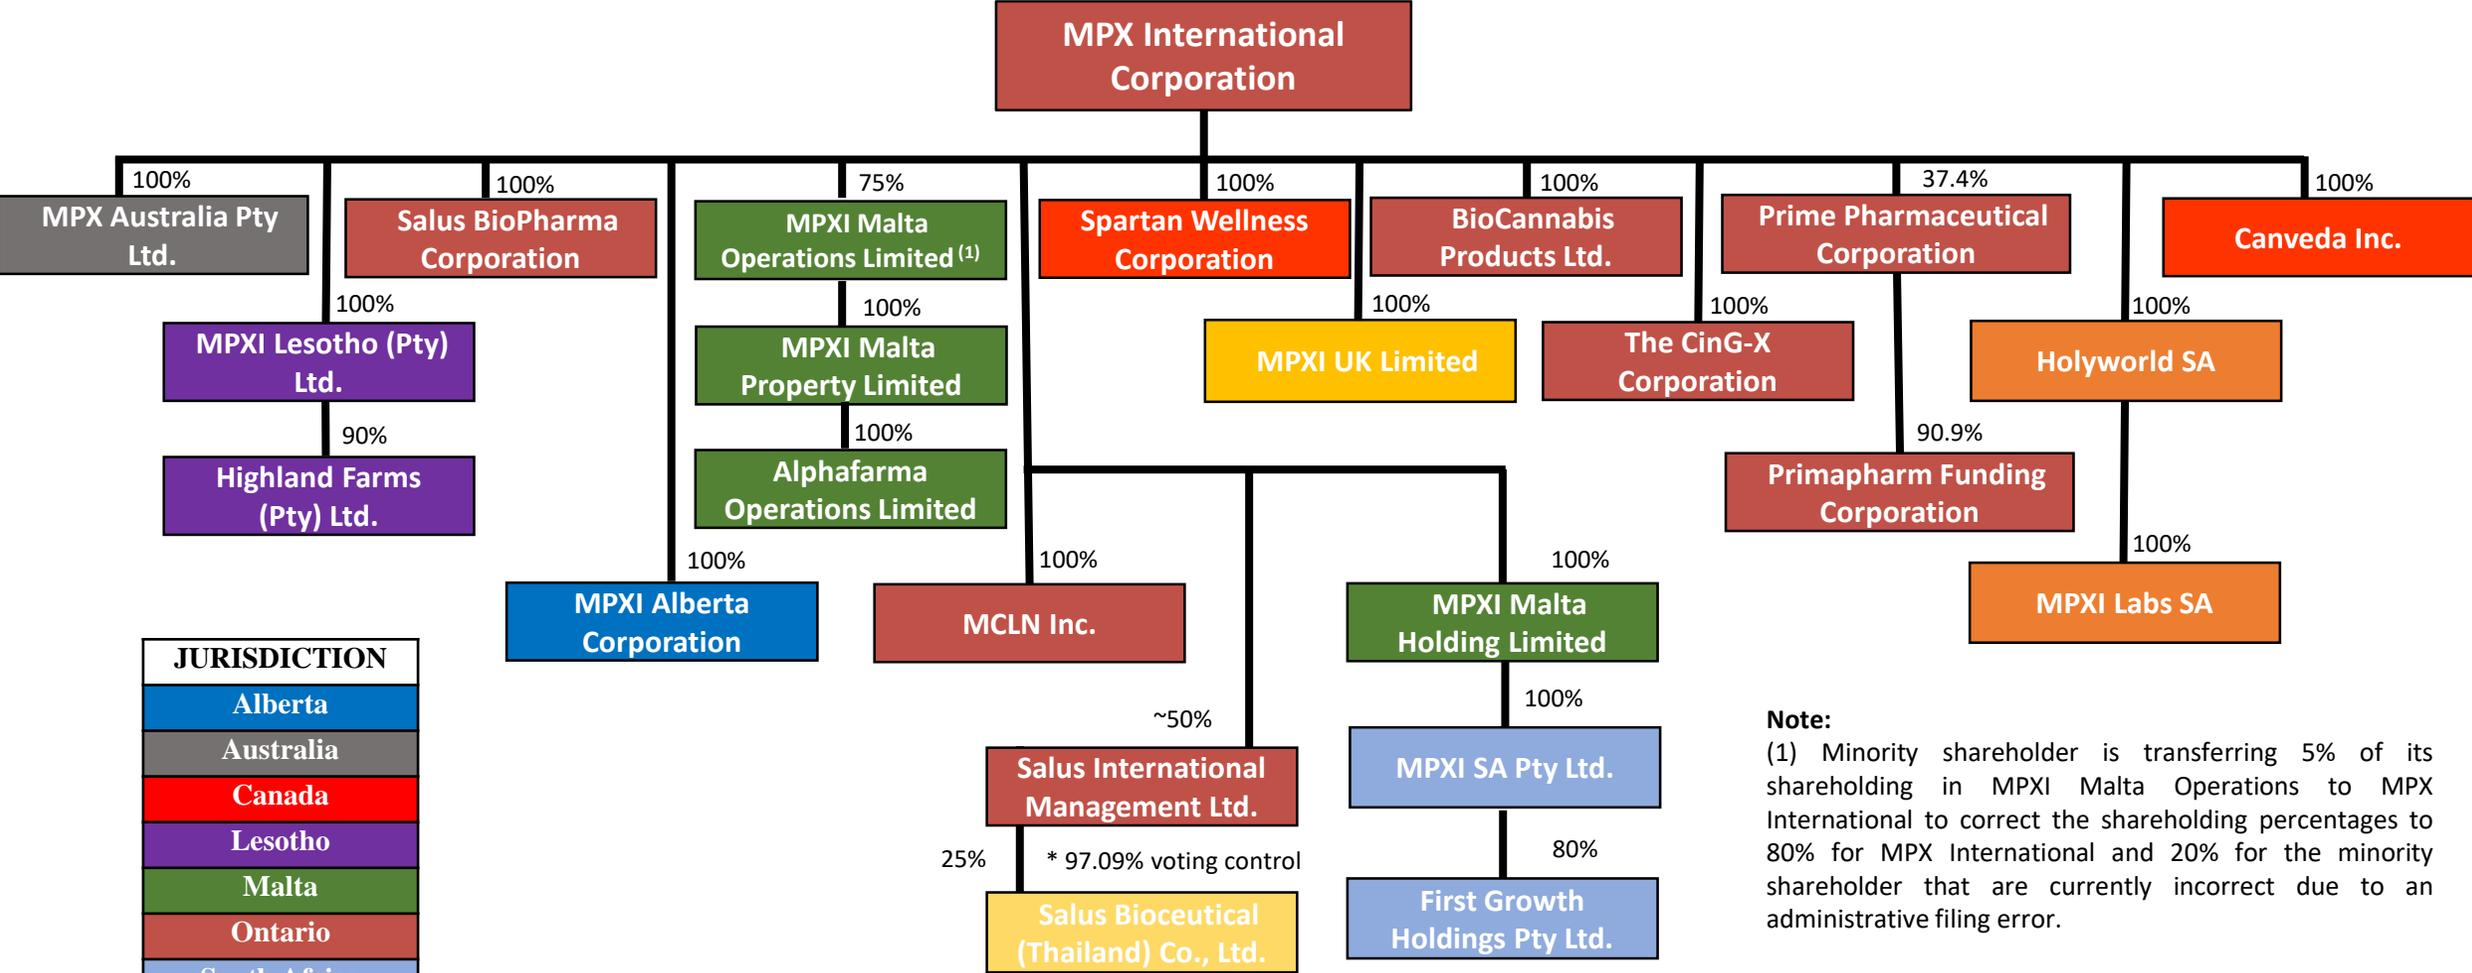 MPX International
Corporation
100%
MPX Australia Pty
Ltd.
100%
MPXI Lesotho (Pty)
Ltd.
90%
Highland Farms
(Pty) Ltd.
100%
Salus BioPharma
Corporation
100%
MPXI Alberta
Corporation
75%
MPXI Malta
Operations Limited (1)
100%
MPXI Malta
Property Limited
100%
Alphafarma
Operations Limited
100%
MCLN Inc.
~50%
Salus International
Management Ltd.
25%
* 97.09% voting control
Salus Bioceutical
(Thailand) Co., Ltd.
100%
MPXI Malta
Holding Limited
100%
MPXI SA Pty Ltd.
80%
First Growth
Holdings Pty Ltd.
100%
Spartan Wellness
Corporation
100%
MPXI UK Limited
100%
BioCannabis
Products Ltd.
100%
The CinG-X
Corporation
37.4%
Prime Pharmaceutical
Corporation
90.9%
Primapharm Funding
Corporation
100%
Holyworld SA
100%
MPXI Labs SA
100%
Canveda Inc.
JURISDICTION
Alberta
Australia
Canada
Lesotho
Malta
Ontario
Note:
(1) Minority shareholder is transferring 5% of its
shareholding in MPXI Malta Operations to MPX
International to correct the shareholding percentages to
80% for MPX International and 20% for the minority
shareholder that are currently incorrect due to an
administrative filing error.